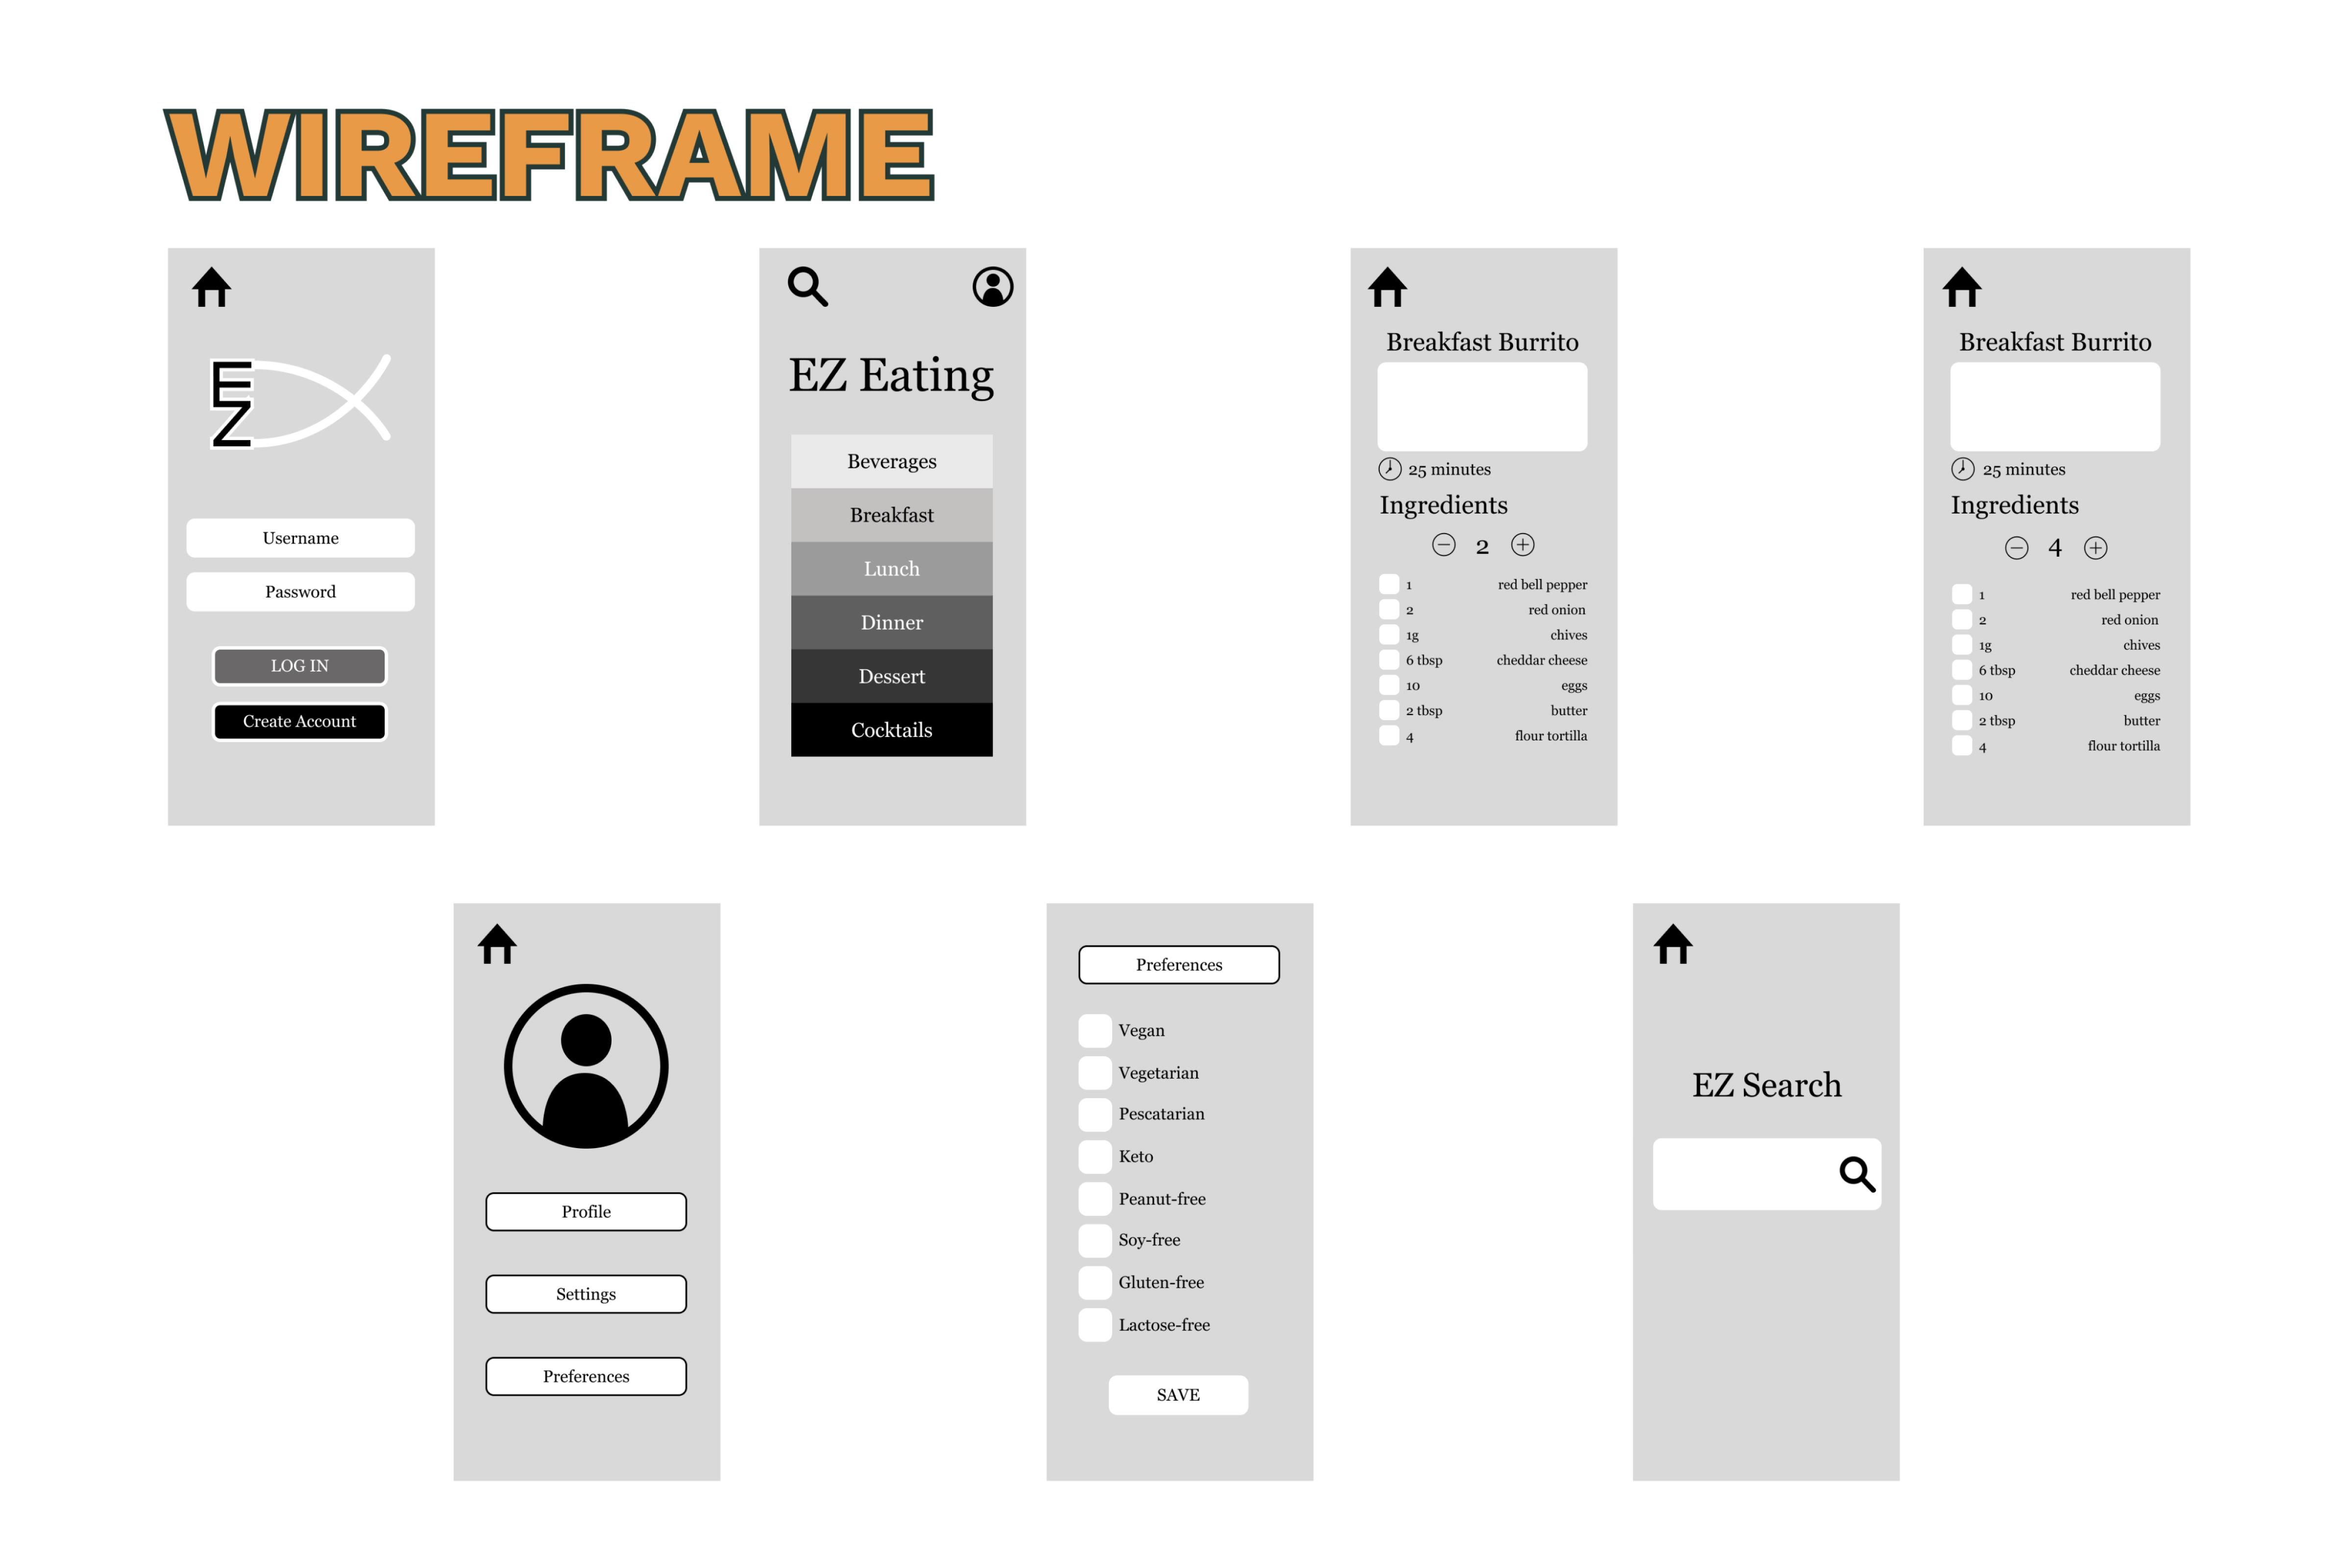 WIREFRAME
EZ
Username
Password
LOG IN
Create Account
EZ Eating
Beverages
Breakfast
Lunch
Dinner
Dessert
Cocktails
Breakfast Burrito
25 minutes
Ingredients
2
1 red bell pepper
2 red onion
1g chives
6 tbsp cheddar cheese
10 eggs
2 tbsp butter
4 flour tortilla
Breakfast Burrito
25 minutes
Ingredients
4
1 red bell pepper
2 red onion
1g chives
6 tbsp cheddar cheese
10 eggs
2 tbsp butter
4 flour tortilla
Profile
Settings
Preferences
Preferences
Vegan
Vegetarian
Pescatarian
Keto
Peanut-free
Soy-free
Gluten-free
Lactose-free
SAVE
EZ Search